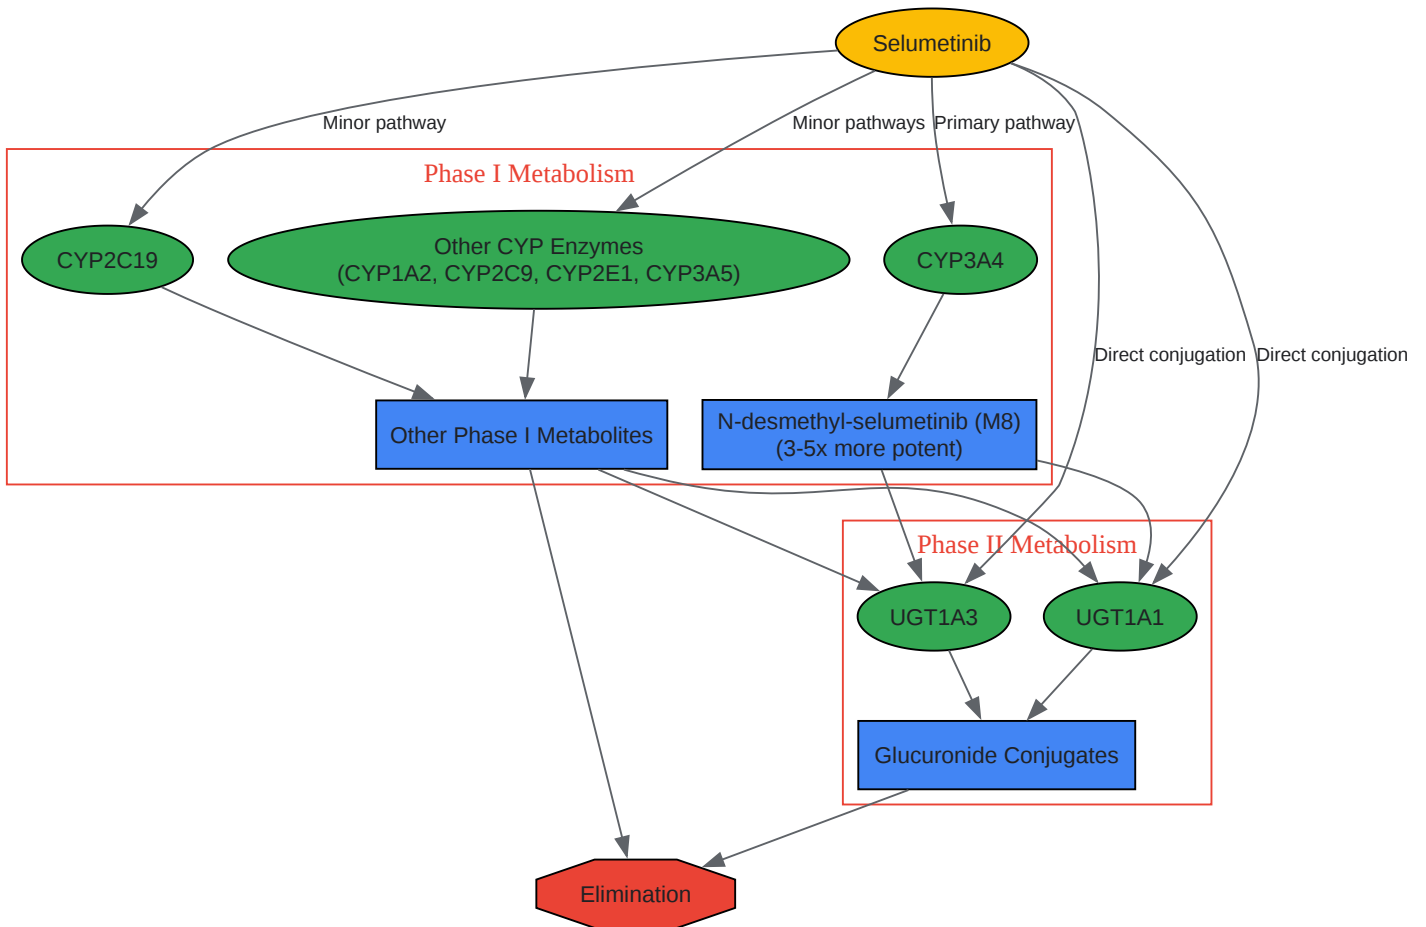 Selumetinib
Minor pathway
Minor pathways
Primary pathway
Phase I Metabolism
CYP2C19
Other CYP Enzymes
(CYP1A2, CYP2C9, CYP2E1, CYP3A5)
CYP3A4
Direct conjugation
Direct conjugation
Other Phase I Metabolites
N-desmethyl-selumetinib (M8)
(3-5x more potent)
Phase II Metabolism
UGT1A3
UGT1A1
Glucuronide Conjugates
Elimination